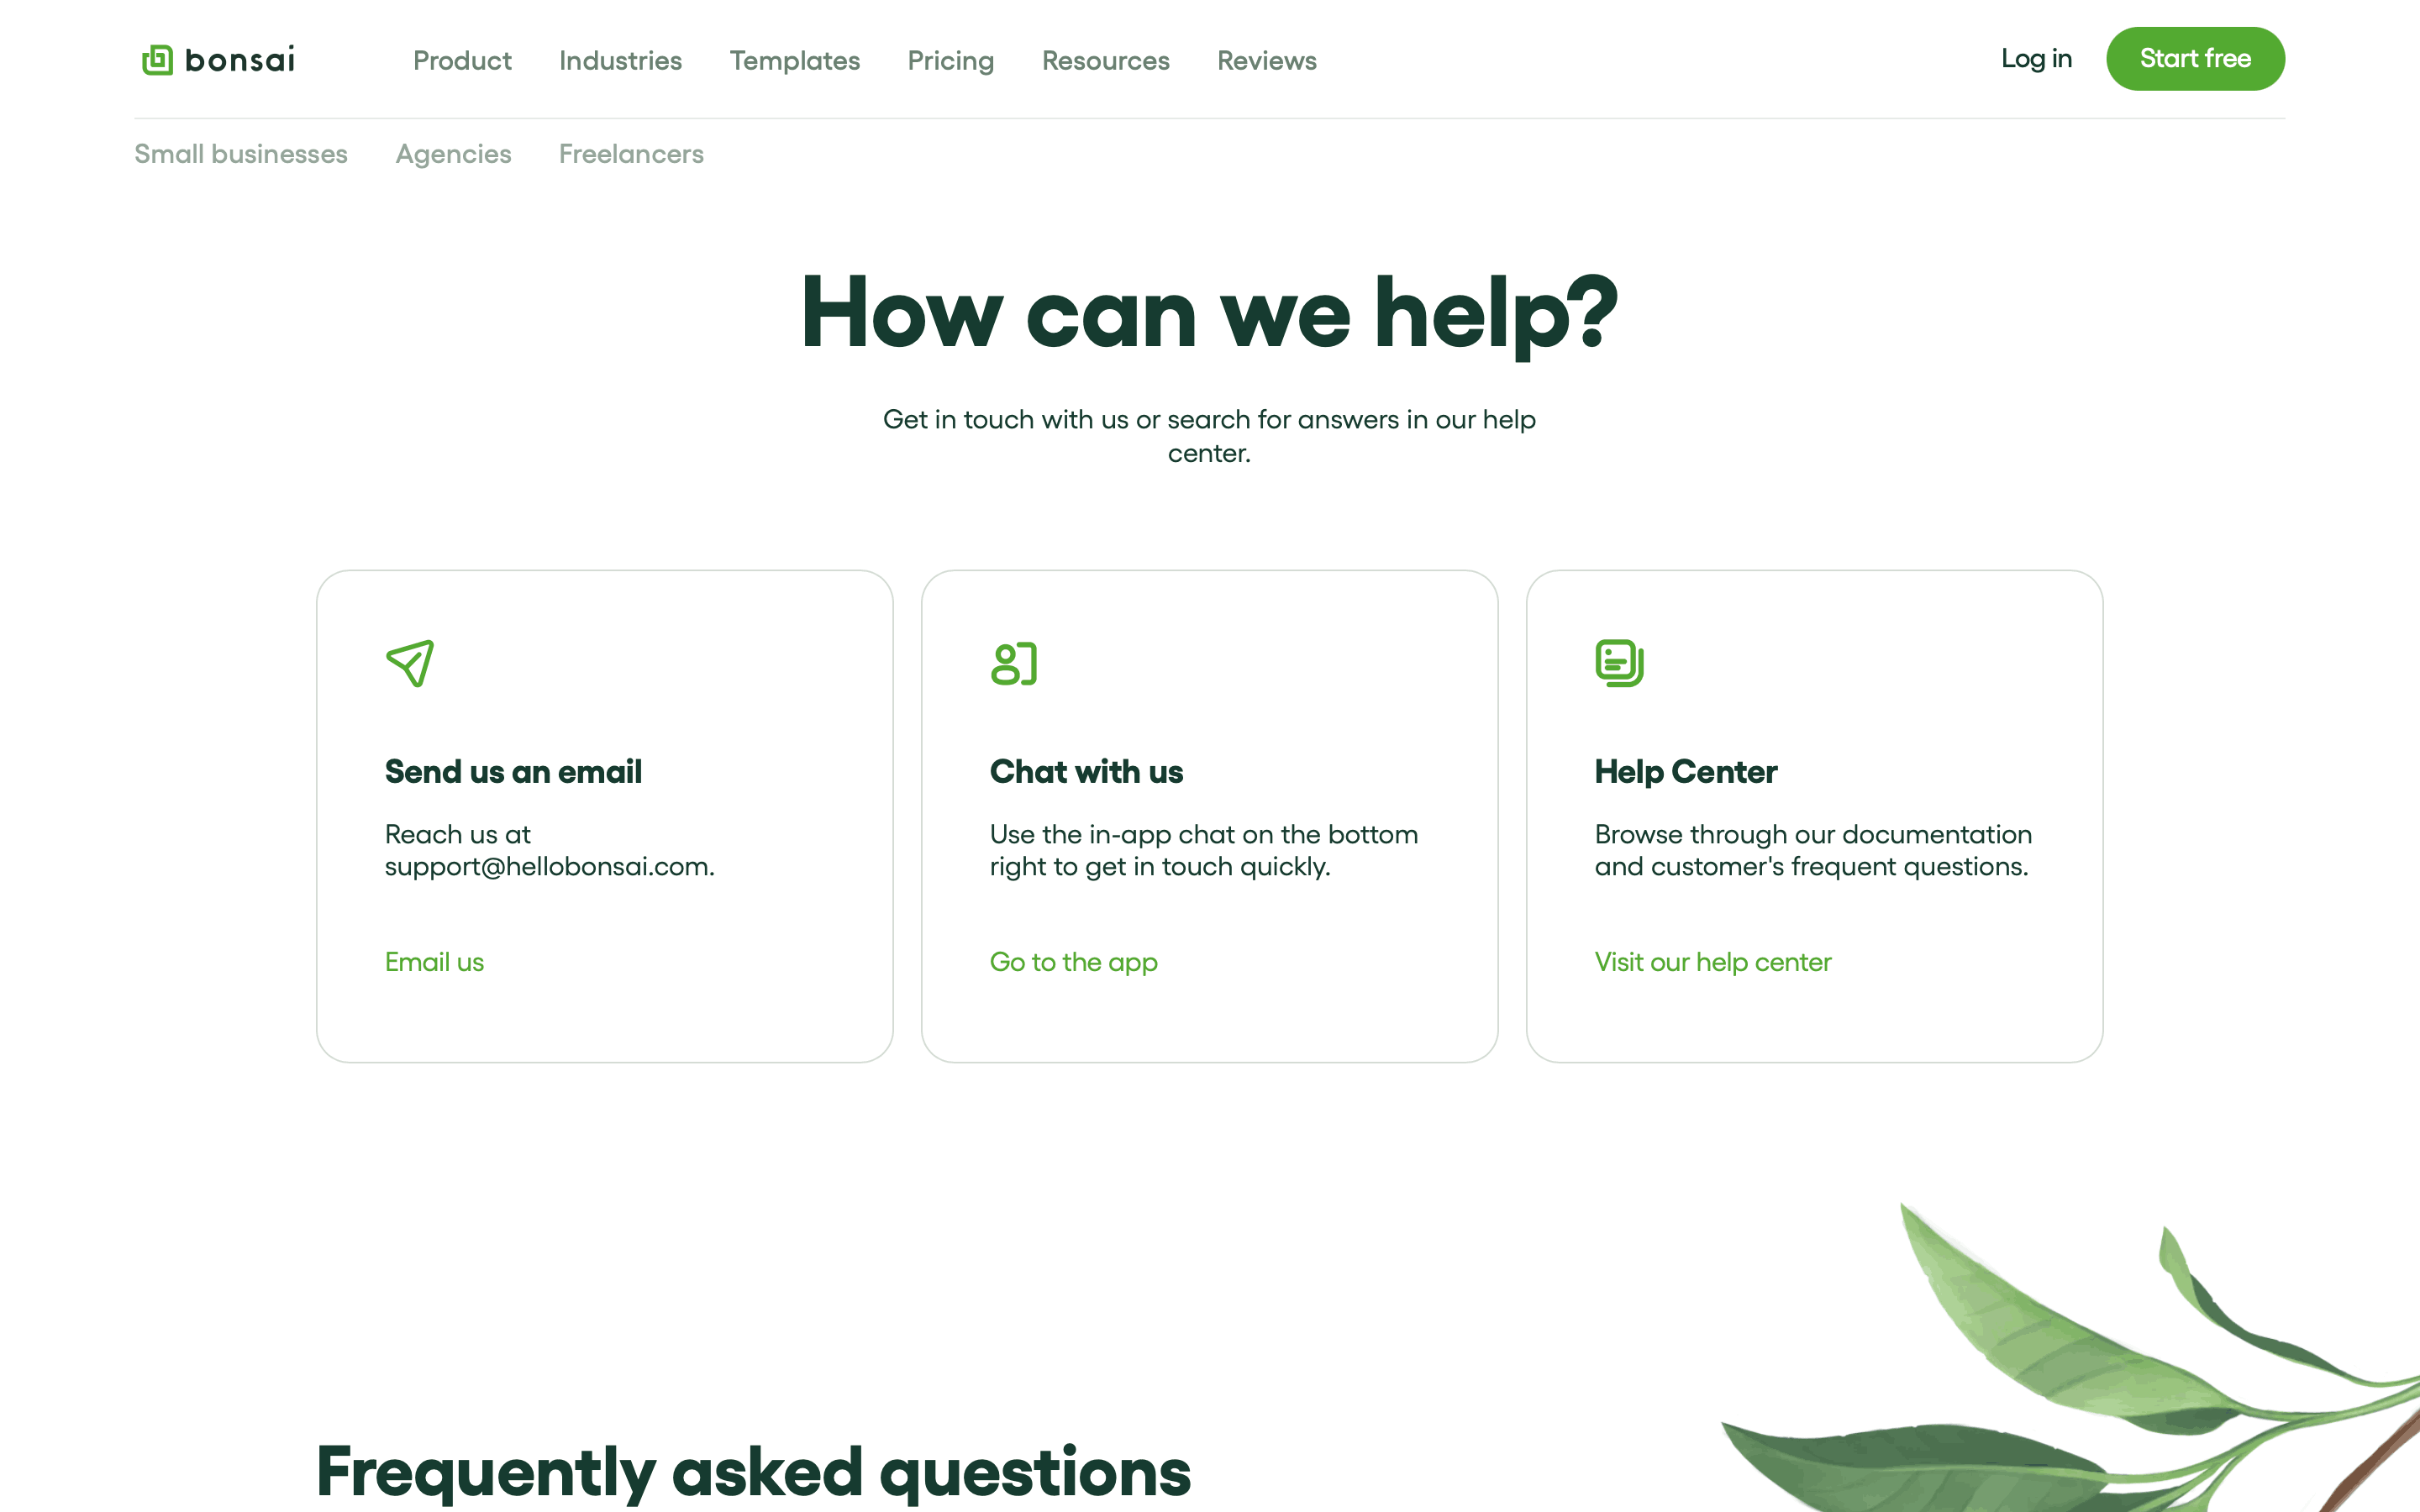 bonsai
Product Industries Templates Pricing Resources Reviews
Log in
Start free
Small businesses Agencies Freelancers
How can we help?
Get in touch with us or search for answers in our help
center.
Send us an email
Reach us at
support@hellobonsai.com.
Email us
Chat with us
Use the in-app chat on the bottom
right to get in touch quickly.
Go to the app
Help Center
Browse through our documentation
and customer's frequent questions.
Visit our help center
Frequently asked questions